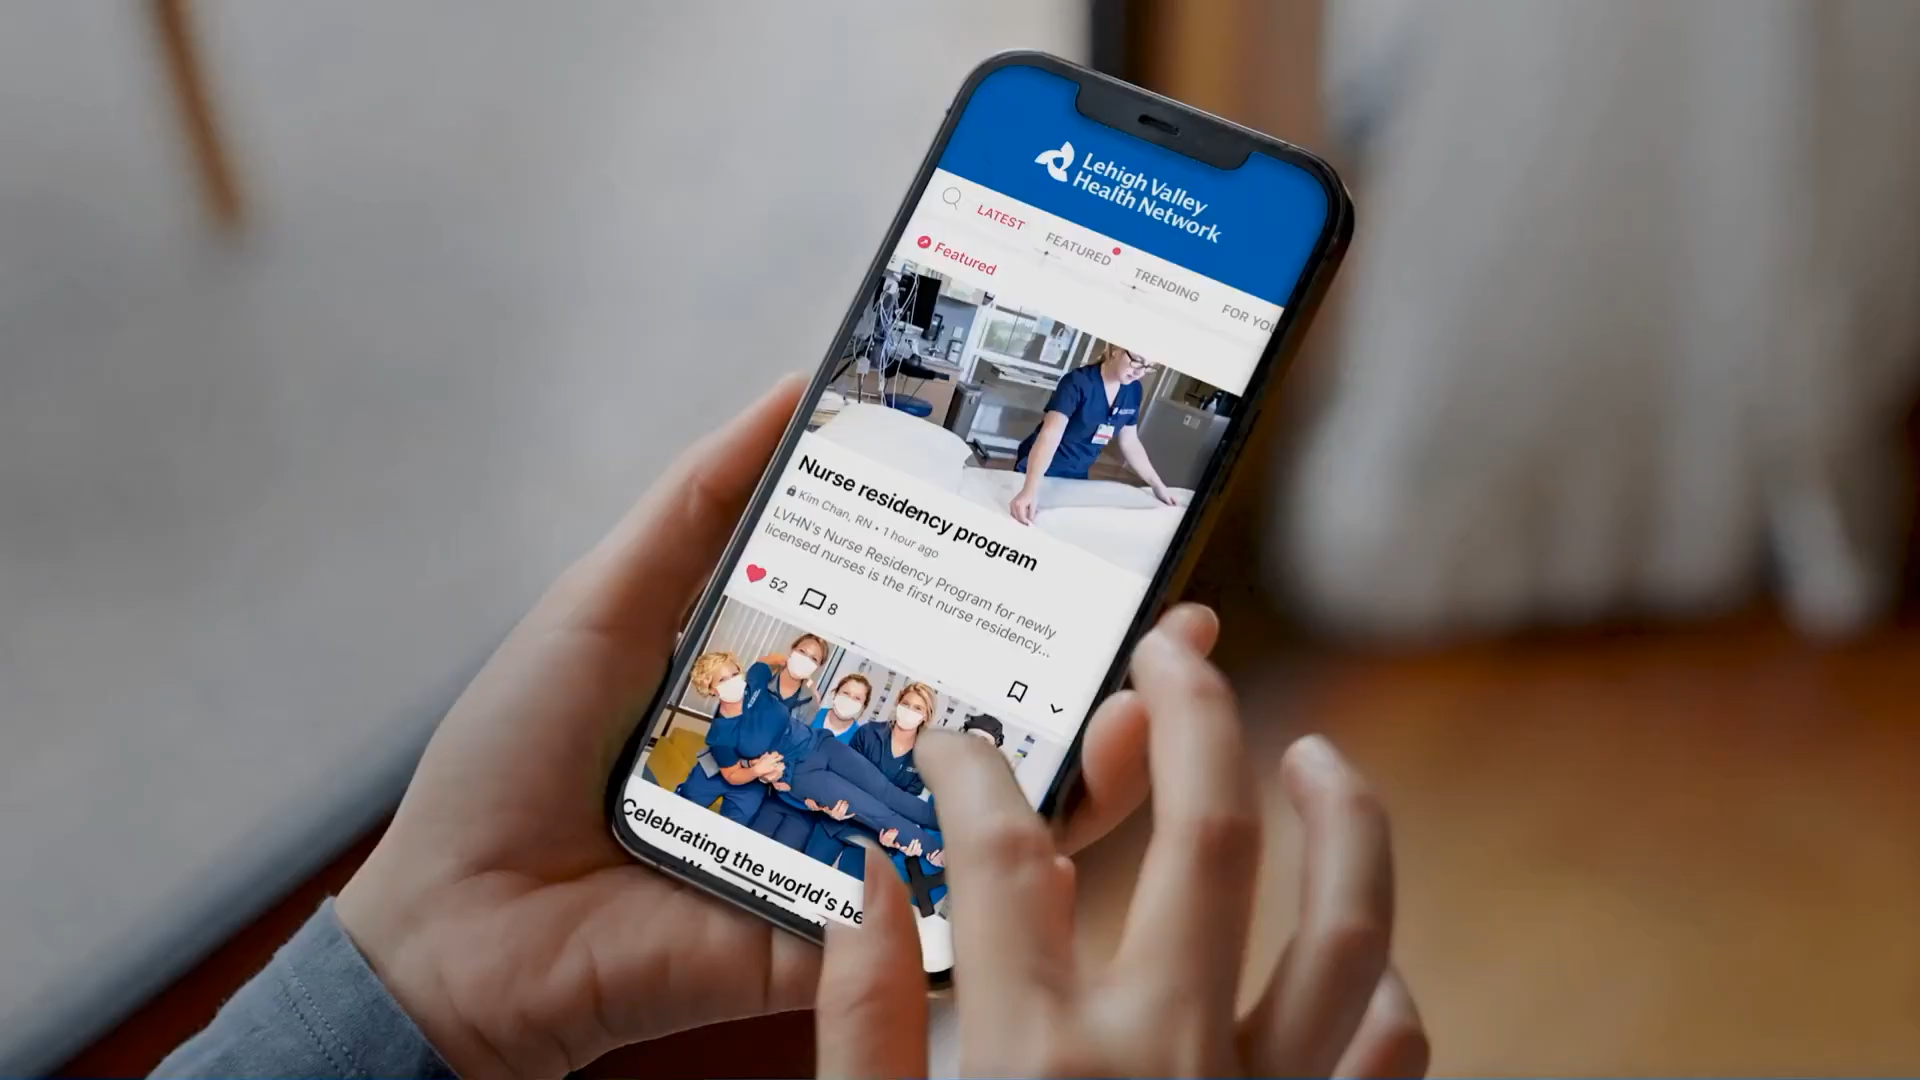 Lehigh Valley
Health Network
LATEST
FEATURED
TRENDING
FOR YOU
Featured
Nurse residency program
Kim Chan, RN • 1 hour ago
LVHN's Nurse Residency Program for newly
licensed nurses is the first nurse residency...
52
8
Celebrating the world's be